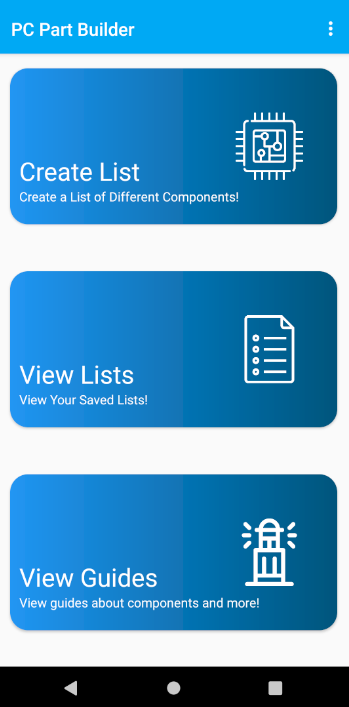 PC Part Builder
Create List
Create a List of Different Components!
View Lists
View Your Saved Lists!
View Guides
View guides about components and more!